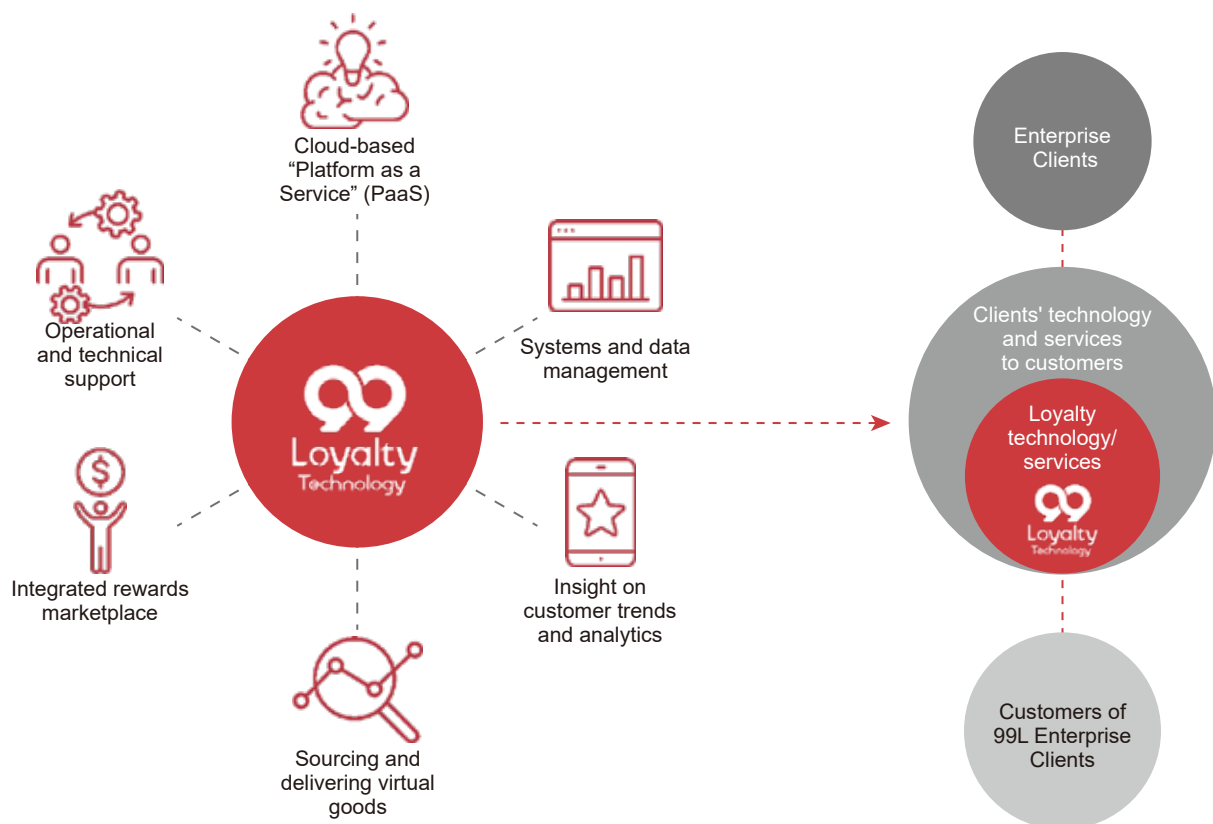 Cloud-based
“Platform as a
Service” (PaaS)
Operational
and technical
support
Systems and data
management
99
Loyalty
Technology
Integrated rewards
marketplace
$
Insight on
customer trends
and analytics
Sourcing and
delivering virtual
goods
Enterprise
Clients
Clients' technology
and services
to customers
Loyalty
technology/
services
99
Loyalty
Technology
Customers of
99L Enterprise
Clients